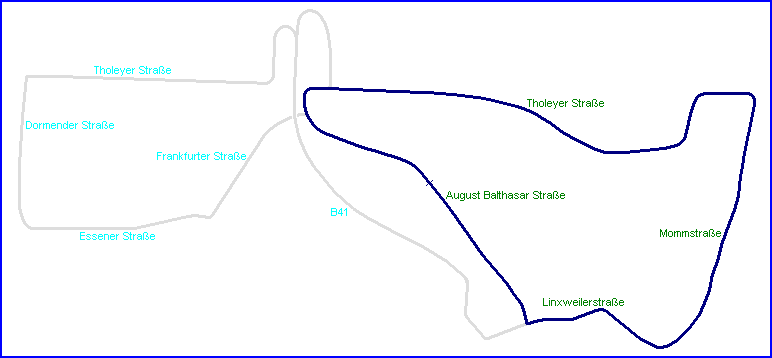 Tholeyer Straße
Tholeyer Straße
Dormender Straße
Frankfurter Straße
August Balthasar Straße
B41
Essener Straße
Mommstraße
Linxweilerstraße